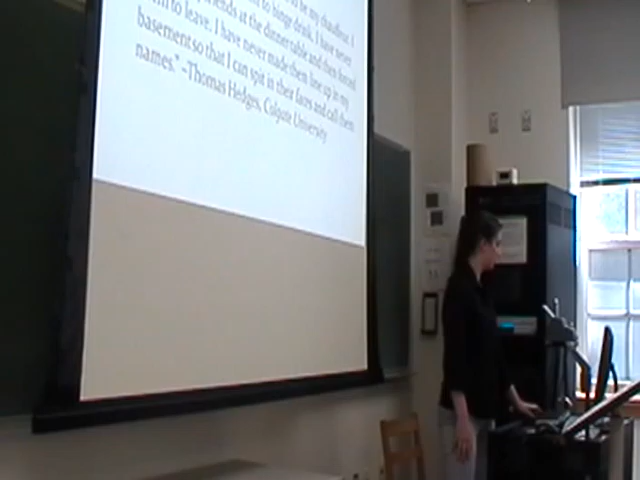 be my chauffeur. I
to binge drink. I have never
friends at the dinner table and then forced
to leave. I have never made them line up in my
basement so that I can spit in their faces and call them
names." –Thomas Hedges, Colgate University